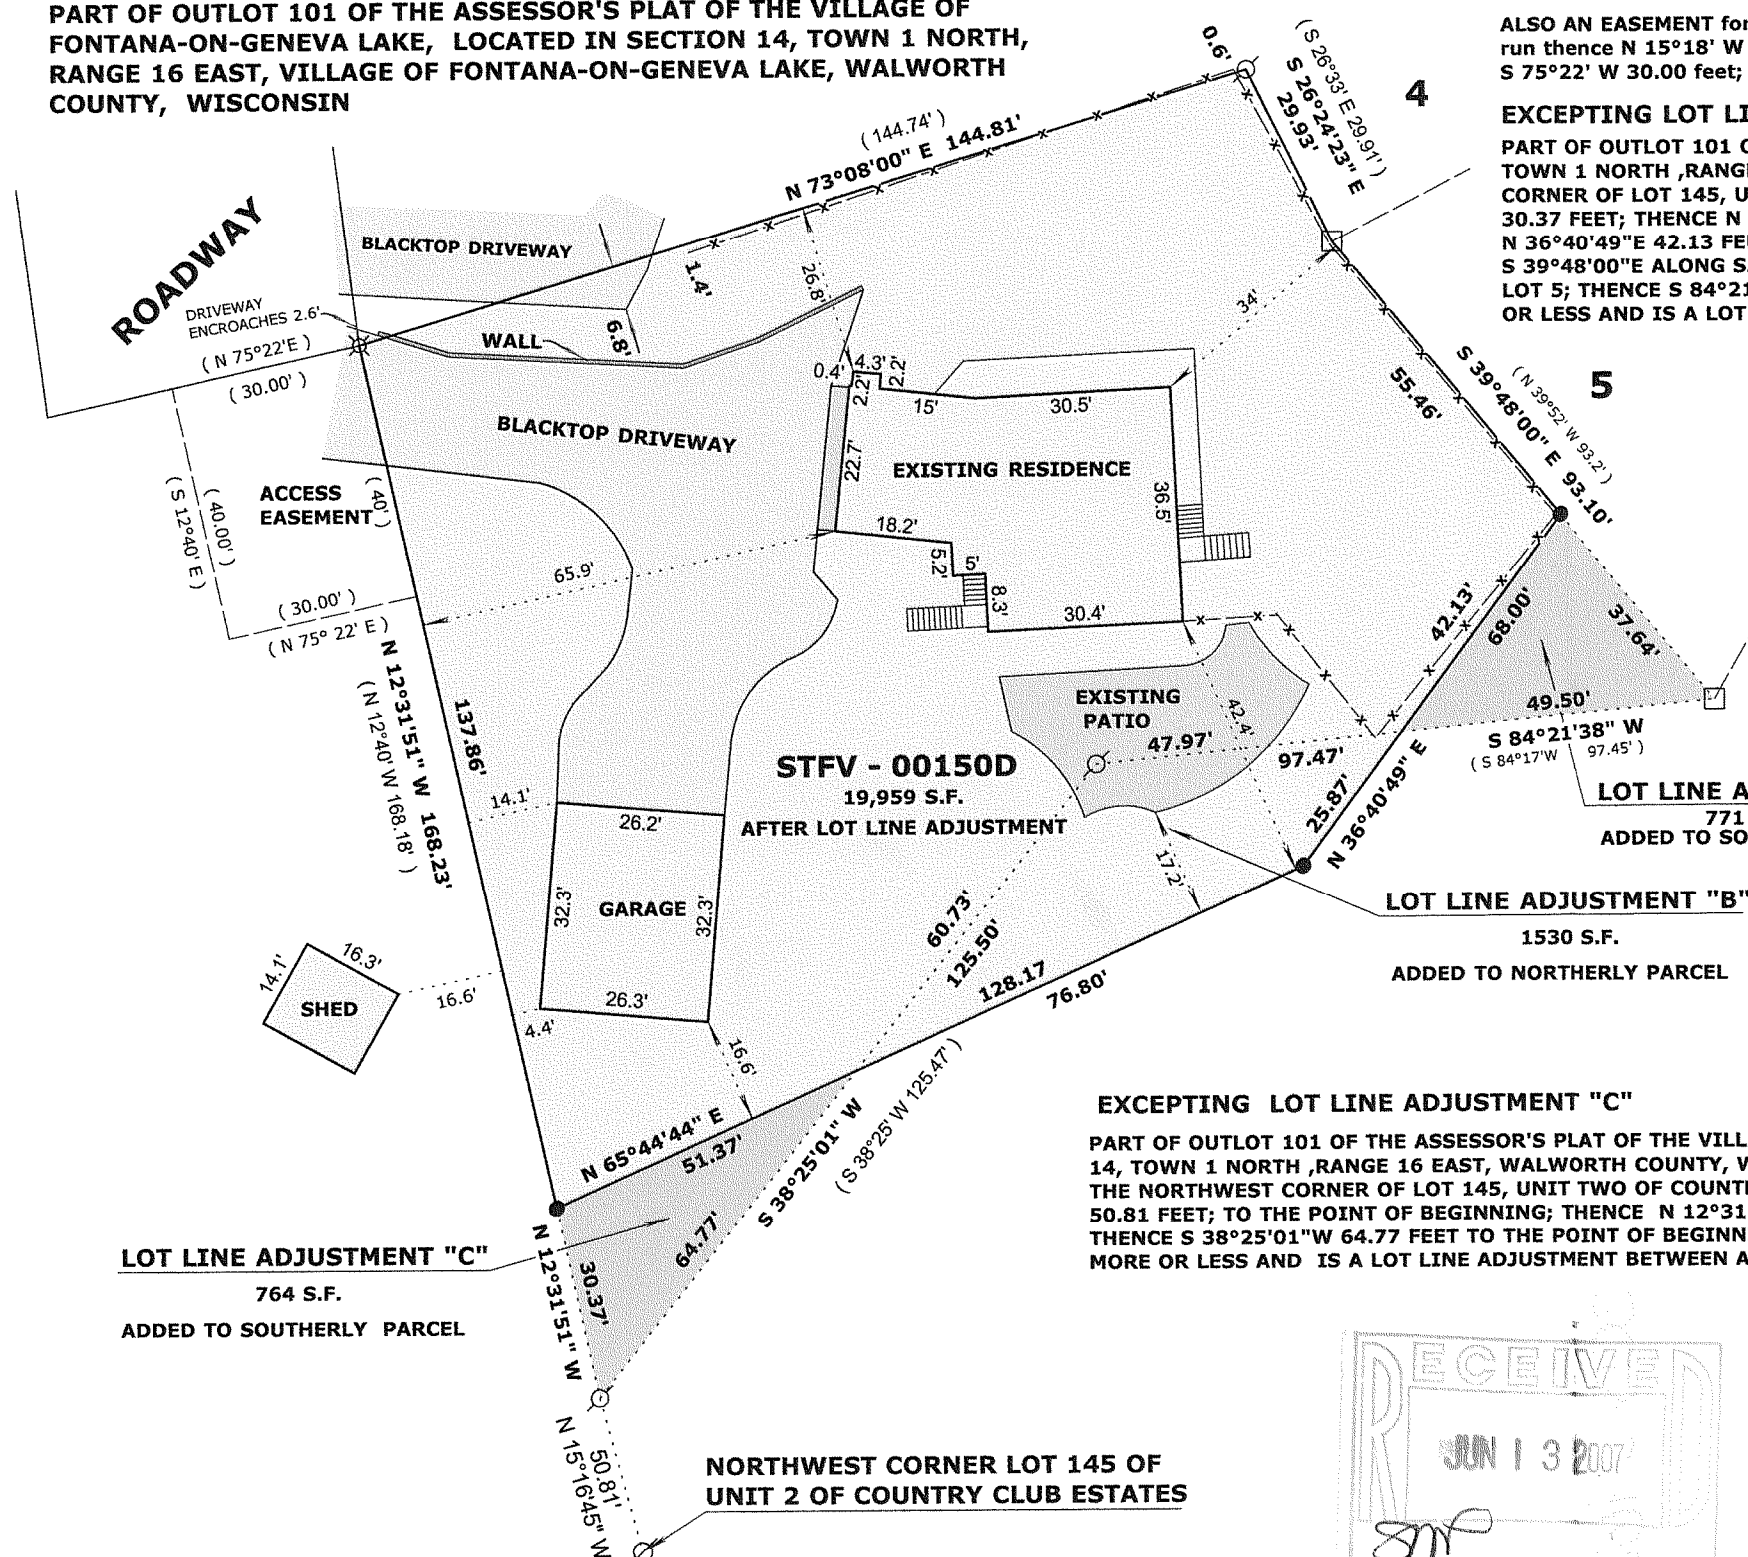 PART OF OUTLOT 101 OF THE ASSESSOR'S PLAT OF THE VILLAGE OF
FONTANA-ON-GENEVA LAKE, LOCATED IN SECTION 14, TOWN 1 NORTH,
RANGE 16 EAST, VILLAGE OF FONTANA-ON-GENEVA LAKE, WALWORTH
COUNTY, WISCONSIN
ALSO AN EASEMENT for
run thence N 15°18' W
S 75°22' W 30.00 feet;
EXCEPTING LOT LI
PART OF OUTLOT 101 O
TOWN 1 NORTH ,RANG
CORNER OF LOT 145, U
30.37 FEET; THENCE N
N 36°40'49"E 42.13 FE
S 39°48'00"E ALONG S
LOT 5; THENCE S 84°21
OR LESS AND IS A LOT
0.6'
( S 26°33' E 29.91' )
S 26°24'23" E
29.93'
4
( 144.74' )
N 73°08'00" E 144.81'
ROADWAY
BLACKTOP DRIVEWAY
1.4'
26.8'
34'
DRIVEWAY
ENCROACHES 2.6'
WALL
6.8'
( N 75°22'E )
( 30.00' )
0.4'
4.3'
2.2'
2.2'
15'
30.5'
55.46'
S 39°48'00" E 93.10'
( N 39°52' W 93.2')
5
BLACKTOP DRIVEWAY
22.7'
EXISTING RESIDENCE
36.5'
ACCESS
EASEMENT
( 40' )
( 40.00' )
( S 12°40' E )
18.2'
5.2'
5'
8.3'
30.4'
65.9'
( 30.00' )
( N 75° 22' E )
N 12°31'51" W 168.23'
( N 12°40' W 168.18' )
137.86'
42.13'
68.00'
37.64'
49.50'
S 84°21'38" W
( S 84°17'W 97.45' )
EXISTING
PATIO
42.4'
47.97'
97.47'
STFV - 00150D
19,959 S.F.
AFTER LOT LINE ADJUSTMENT
25.87'
N 36°40'49" E
LOT LINE A
771
ADDED TO SO
14.1'
26.2'
17.2'
32.3'
GARAGE
32.3'
26.3'
LOT LINE ADJUSTMENT "B"
1530 S.F.
ADDED TO NORTHERLY PARCEL
60.73'
125.50'
128.17
76.80'
14.1'
16.3'
SHED
16.6'
4.4'
16.6'
N 65°44'44" E
51.37'
S 38°25'01" W
( S 38°25' W 125.47' )
64.77'
EXCEPTING LOT LINE ADJUSTMENT "C"
PART OF OUTLOT 101 OF THE ASSESSOR'S PLAT OF THE VILL
14, TOWN 1 NORTH ,RANGE 16 EAST, WALWORTH COUNTY, W
THE NORTHWEST CORNER OF LOT 145, UNIT TWO OF COUNT
50.81 FEET; TO THE POINT OF BEGINNING; THENCE N 12°31
THENCE S 38°25'01"W 64.77 FEET TO THE POINT OF BEGINN
MORE OR LESS AND IS A LOT LINE ADJUSTMENT BETWEEN A
LOT LINE ADJUSTMENT "C"
764 S.F.
ADDED TO SOUTHERLY PARCEL
N 12°31'51" W
30.37'
50.81'
N 15°16'45" W
NORTHWEST CORNER LOT 145 OF
UNIT 2 OF COUNTRY CLUB ESTATES
RECEIVED
JUN 13 2007